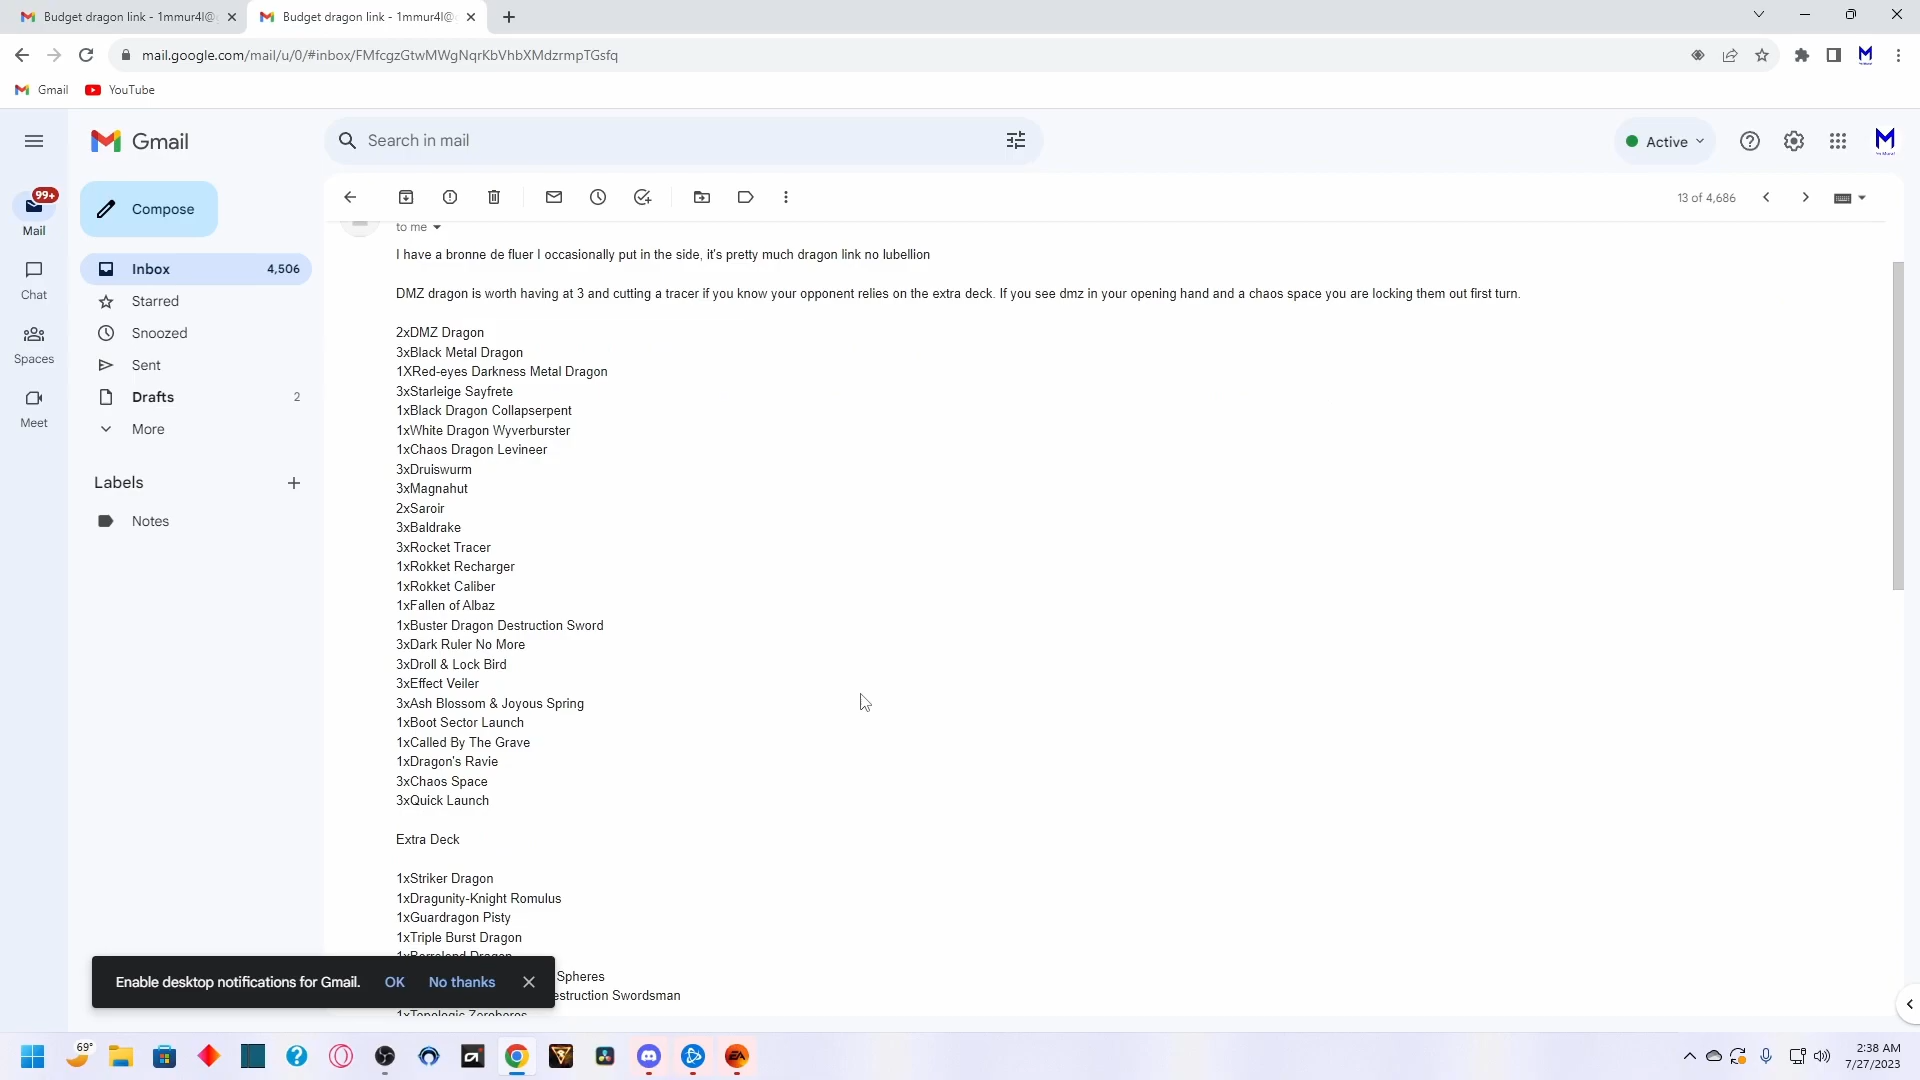 Budget dragon link - 1mmur4l@
Budget dragon link - 1mmur4l@
mail.google.com/mail/u/0/#inbox/FMfcgzGtwMWgNqrKbVhbXMdzrmpTGsfq
Gmail
YouTube
Gmail
Search in mail
Active
99+
Mail
Chat
Spaces
Meet
Compose
Inbox 4,506
Starred
Snoozed
Sent
Drafts 2
More
Labels
Notes
13 of 4,686
to me
I have a bronne de fluer I occasionally put in the side, it's pretty much dragon link no lubellion
DMZ dragon is worth having at 3 and cutting a tracer if you know your opponent relies on the extra deck. If you see dmz in your opening hand and a chaos space you are locking them out first turn.
2xDMZ Dragon
3xBlack Metal Dragon
1XRed-eyes Darkness Metal Dragon
3xStarleige Sayfrete
1xBlack Dragon Collapserpent
1xWhite Dragon Wyverburster
1xChaos Dragon Levineer
3xDruiswurm
3xMagnahut
2xSaroir
3xBaldrake
3xRocket Tracer
1xRokket Recharger
1xRokket Caliber
1xFallen of Albaz
1xBuster Dragon Destruction Sword
3xDark Ruler No More
3xDroll & Lock Bird
3xEffect Veiler
3xAsh Blossom & Joyous Spring
1xBoot Sector Launch
1xCalled By The Grave
1xDragon's Ravie
3xChaos Space
3xQuick Launch
Extra Deck
1xStriker Dragon
1xDragunity-Knight Romulus
1xGuardragon Pisty
1xTriple Burst Dragon
1xBorreload Dragon
Spheres
estruction Swordsman
1xTopologic Zeroboros
Enable desktop notifications for Gmail. OK No thanks
69°
2:38 AM
7/27/2023